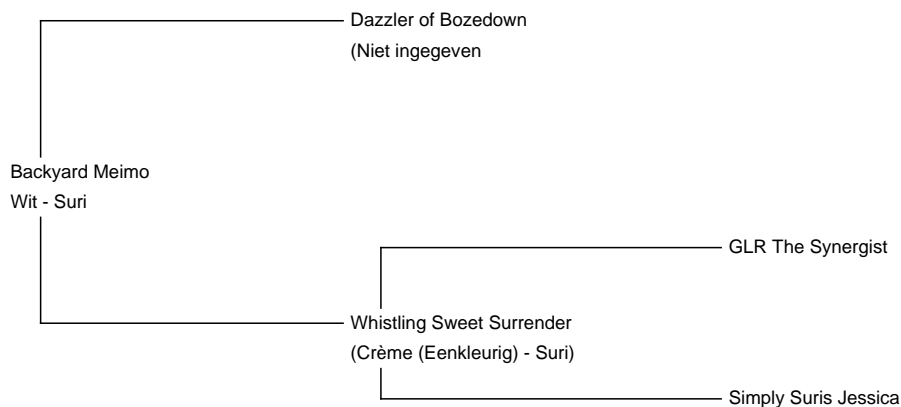 Dazzler of Bozedown
(Niet ingegeven
Backyard Meimo
Wit - Suri
GLR The Synergist
Whistling Sweet Surrender
(Crème (Eenkleurig) - Suri)
Simply Suris Jessica